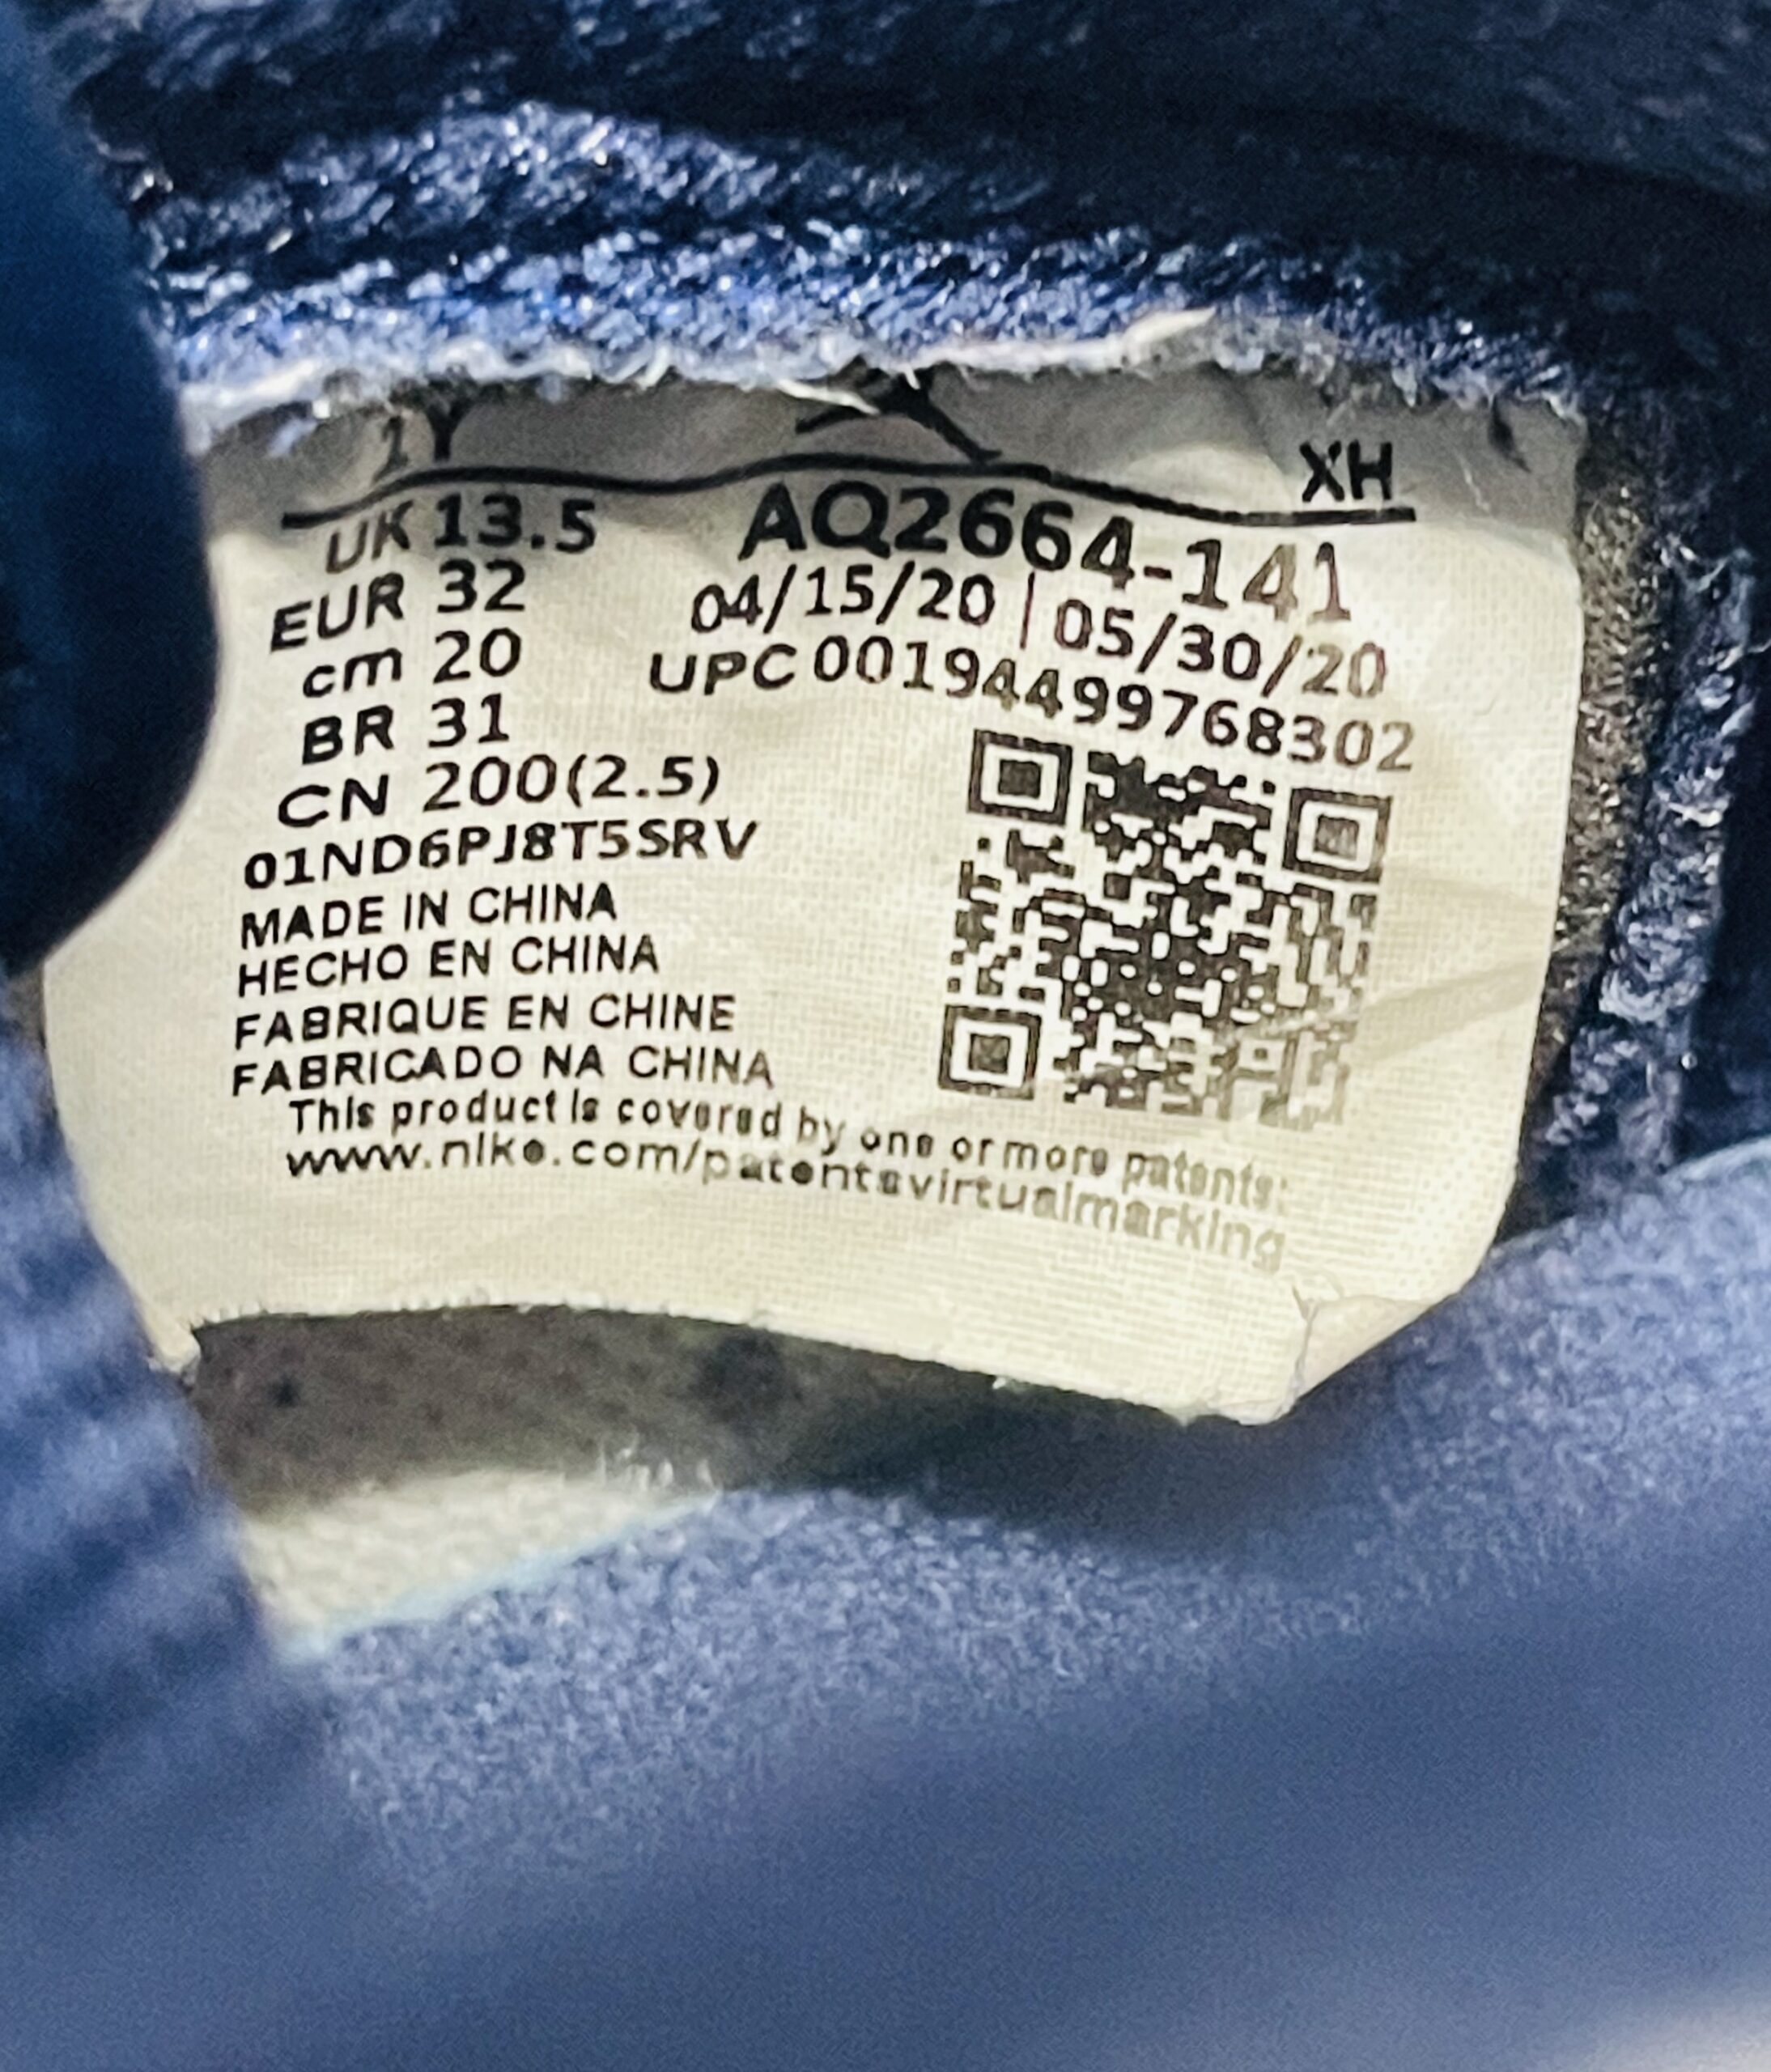 1Y XH
UK 13.5 AQ2664-141
EUR 32 04/15/20 | 05/30/20
cm 20 UPC 00194499768302
BR 31
CN 200(2.5)
01ND6PJ8T5SRV
MADE IN CHINA
HECHO EN CHINA
FABRIQUE EN CHINE
FABRICADO NA CHINA
This product is covered by one or more patents:
www.nike.com/patentsvirtualmarking